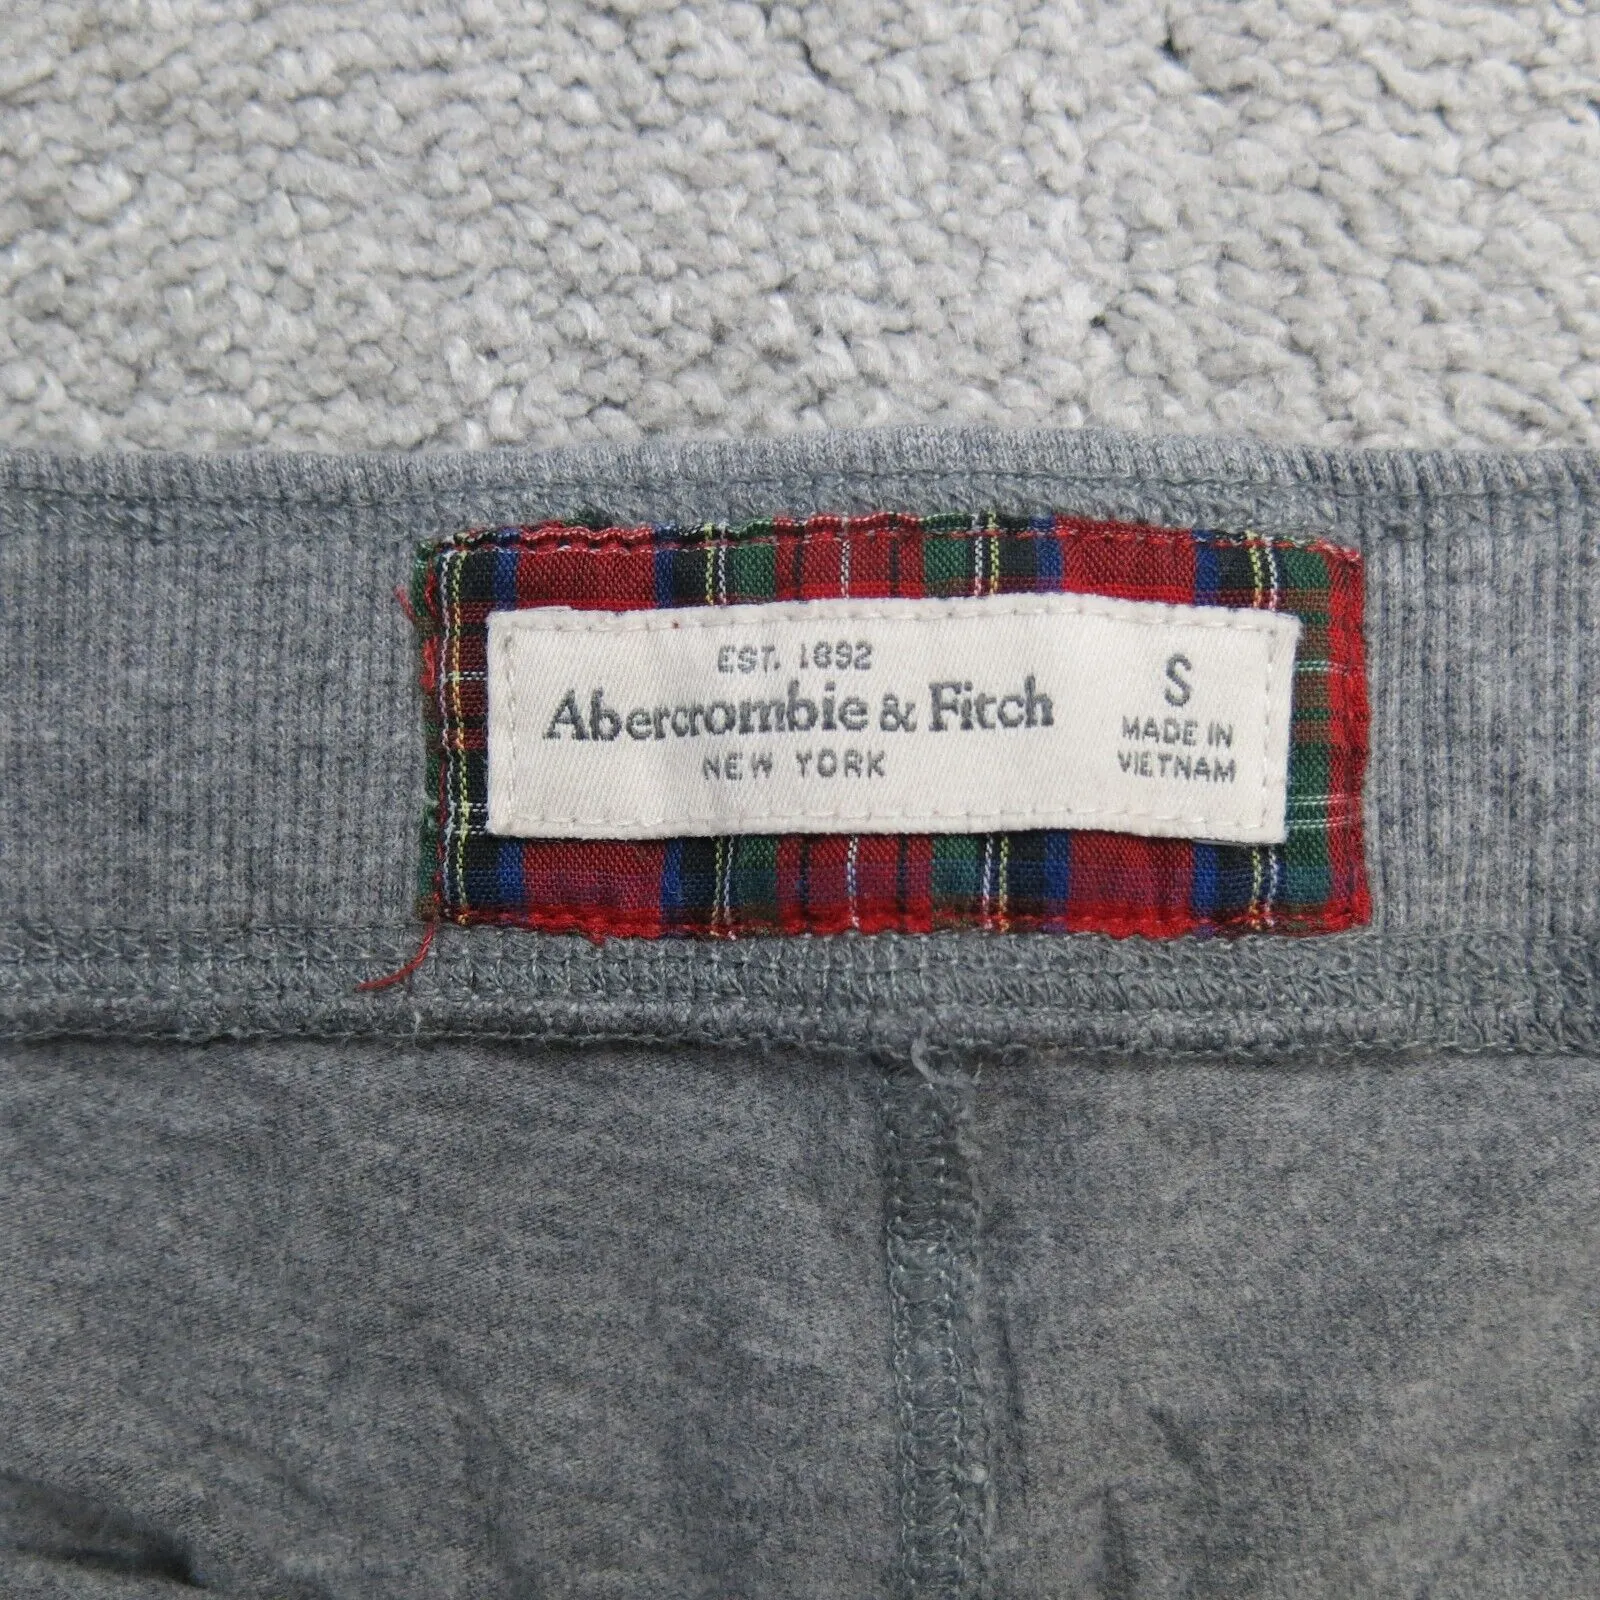 EST. 1892
Abercrombie & Fitch
NEW YORK
S
MADE IN
VIETNAM